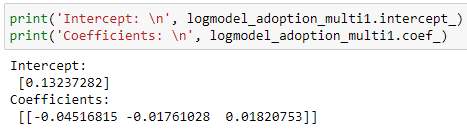 print('Intercept: \n', logmodel_adoption_multi1.intercept_)
print('Coefficients: \n', logmodel_adoption_multi1.coef_)
Intercept:
 [0.13237282]
Coefficients:
 [[-0.04516815 -0.01761028  0.01820753]]